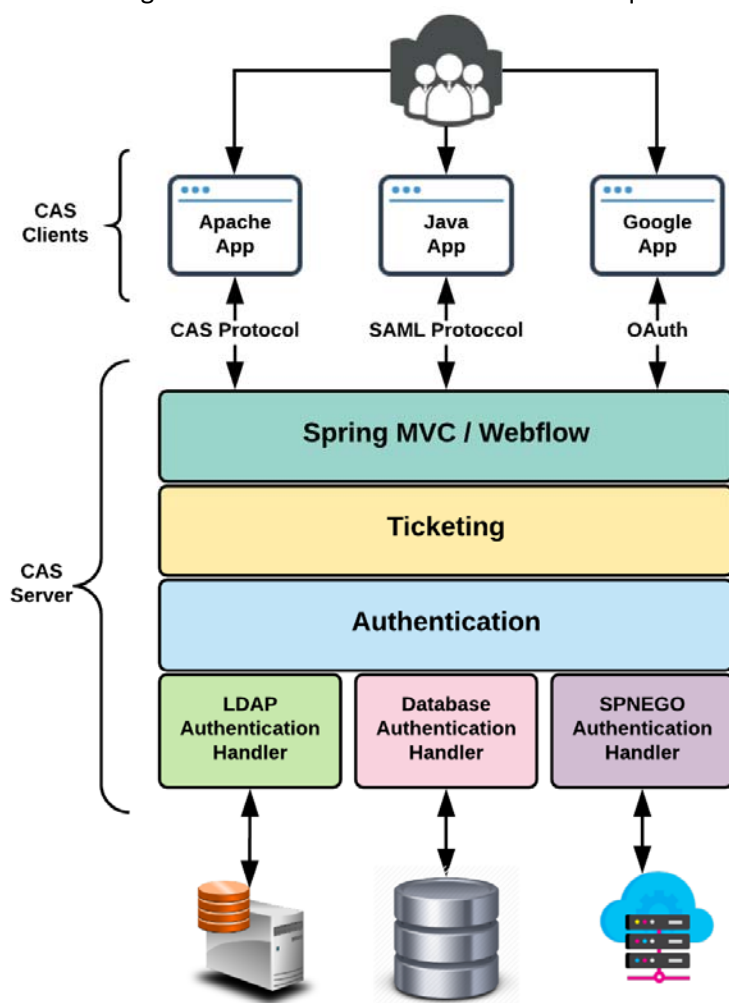 CAS
Clients
Apache
App
Java
App
Google
App
CAS Protocol
SAML Protoccol
OAuth
CAS
Server
Spring MVC / Webflow
Ticketing
Authentication
LDAP
Authentication
Handler
Database
Authentication
Handler
SPNEGO
Authentication
Handler